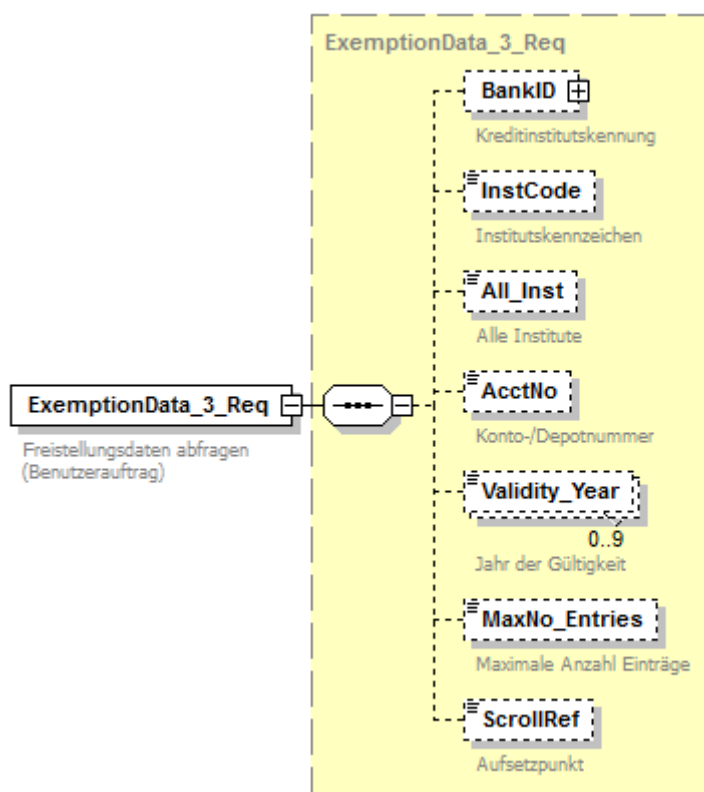 ExemptionData_3_Req
BankID
Kreditinstitutskennung
InstCode
Institutskennzeichen
All_Inst
Alle Institute
AcctNo
Konto-/Depotnummer
ExemptionData_3_Req
Freistellungsdaten abfragen
(Benutzerauftrag)
Validity_Year
0..9
Jahr der Gültigkeit
MaxNo_Entries
Maximale Anzahl Einträge
ScrollRef
Aufsetzpunkt